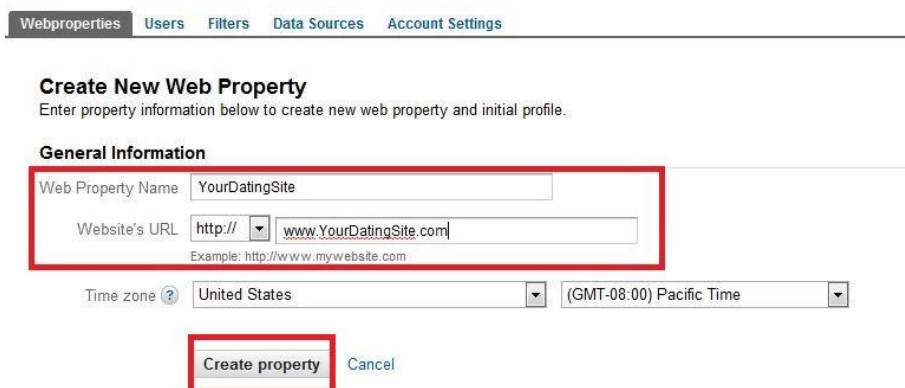 Webproperties Users Filters Data Sources Account Settings
Create New Web Property
Enter property information below to create new web property and initial profile.
General Information
Web Property Name YourDatingSite
Website's URL http:// www.YourDatingSite.com
Example: http://www.mywebsite.com
Time zone ? United States (GMT-08:00) Pacific Time
Create property Cancel